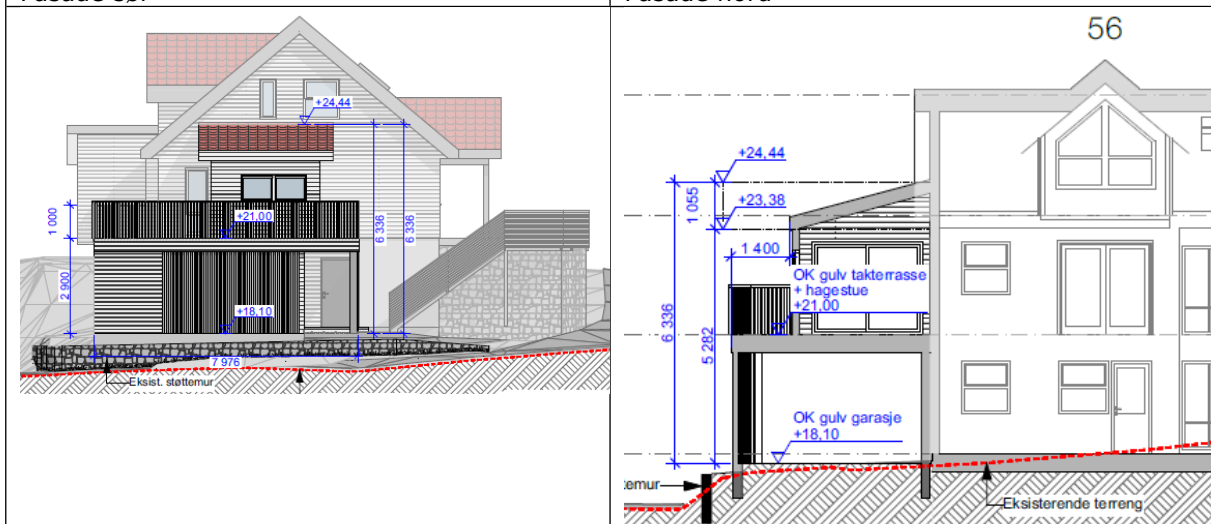 +24,44
1 000
+21,00
6 336
6 336
2 900
+18,10
7 976
Eksist. støttemur
56
+24,44
1 055
+23,38
1 400
OK gulv takterrasse
+ hagestue
+21,00
6 336
5 282
OK gulv garasje
+18,10
temur
Eksisterende terreng